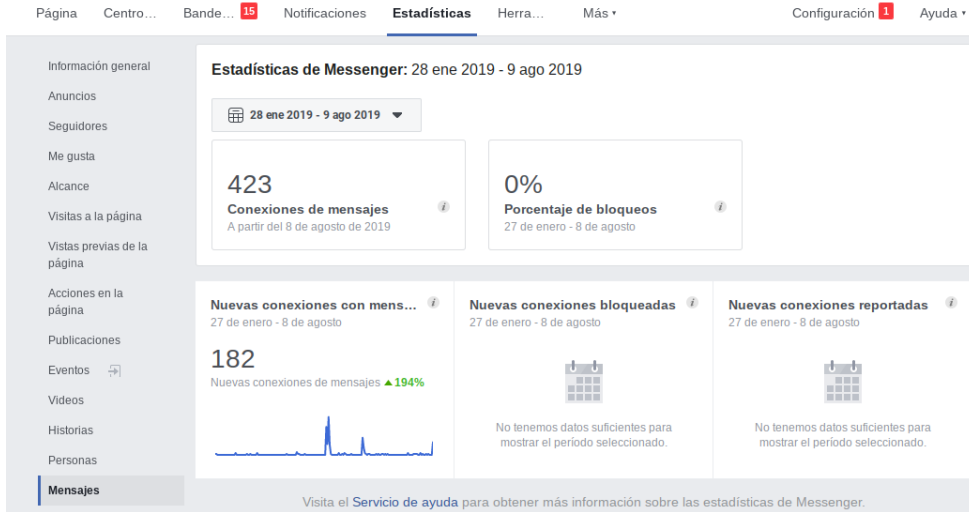 Página Centro… Bande… 15 Notificaciones Estadísticas Herra… Más Configuración 1 Ayuda
Información general
Anuncios
Seguidores
Me gusta
Alcance
Visitas a la página
Vistas previas de la
página
Acciones en la
página
Publicaciones
Eventos
Videos
Historias
Personas
Mensajes
Estadísticas de Messenger: 28 ene 2019 - 9 ago 2019
28 ene 2019 - 9 ago 2019
423
Conexiones de mensajes i
A partir del 8 de agosto de 2019
0%
Porcentaje de bloqueos i
27 de enero - 8 de agosto
Nuevas conexiones con mens… i
27 de enero - 8 de agosto
182
Nuevas conexiones de mensajes 194%
Nuevas conexiones bloqueadas i
27 de enero - 8 de agosto
No tenemos datos suficientes para
mostrar el período seleccionado.
Nuevas conexiones reportadas i
27 de enero - 8 de agosto
No tenemos datos suficientes para
mostrar el período seleccionado.
Visita el Servicio de ayuda para obtener más información sobre las estadísticas de Messenger.